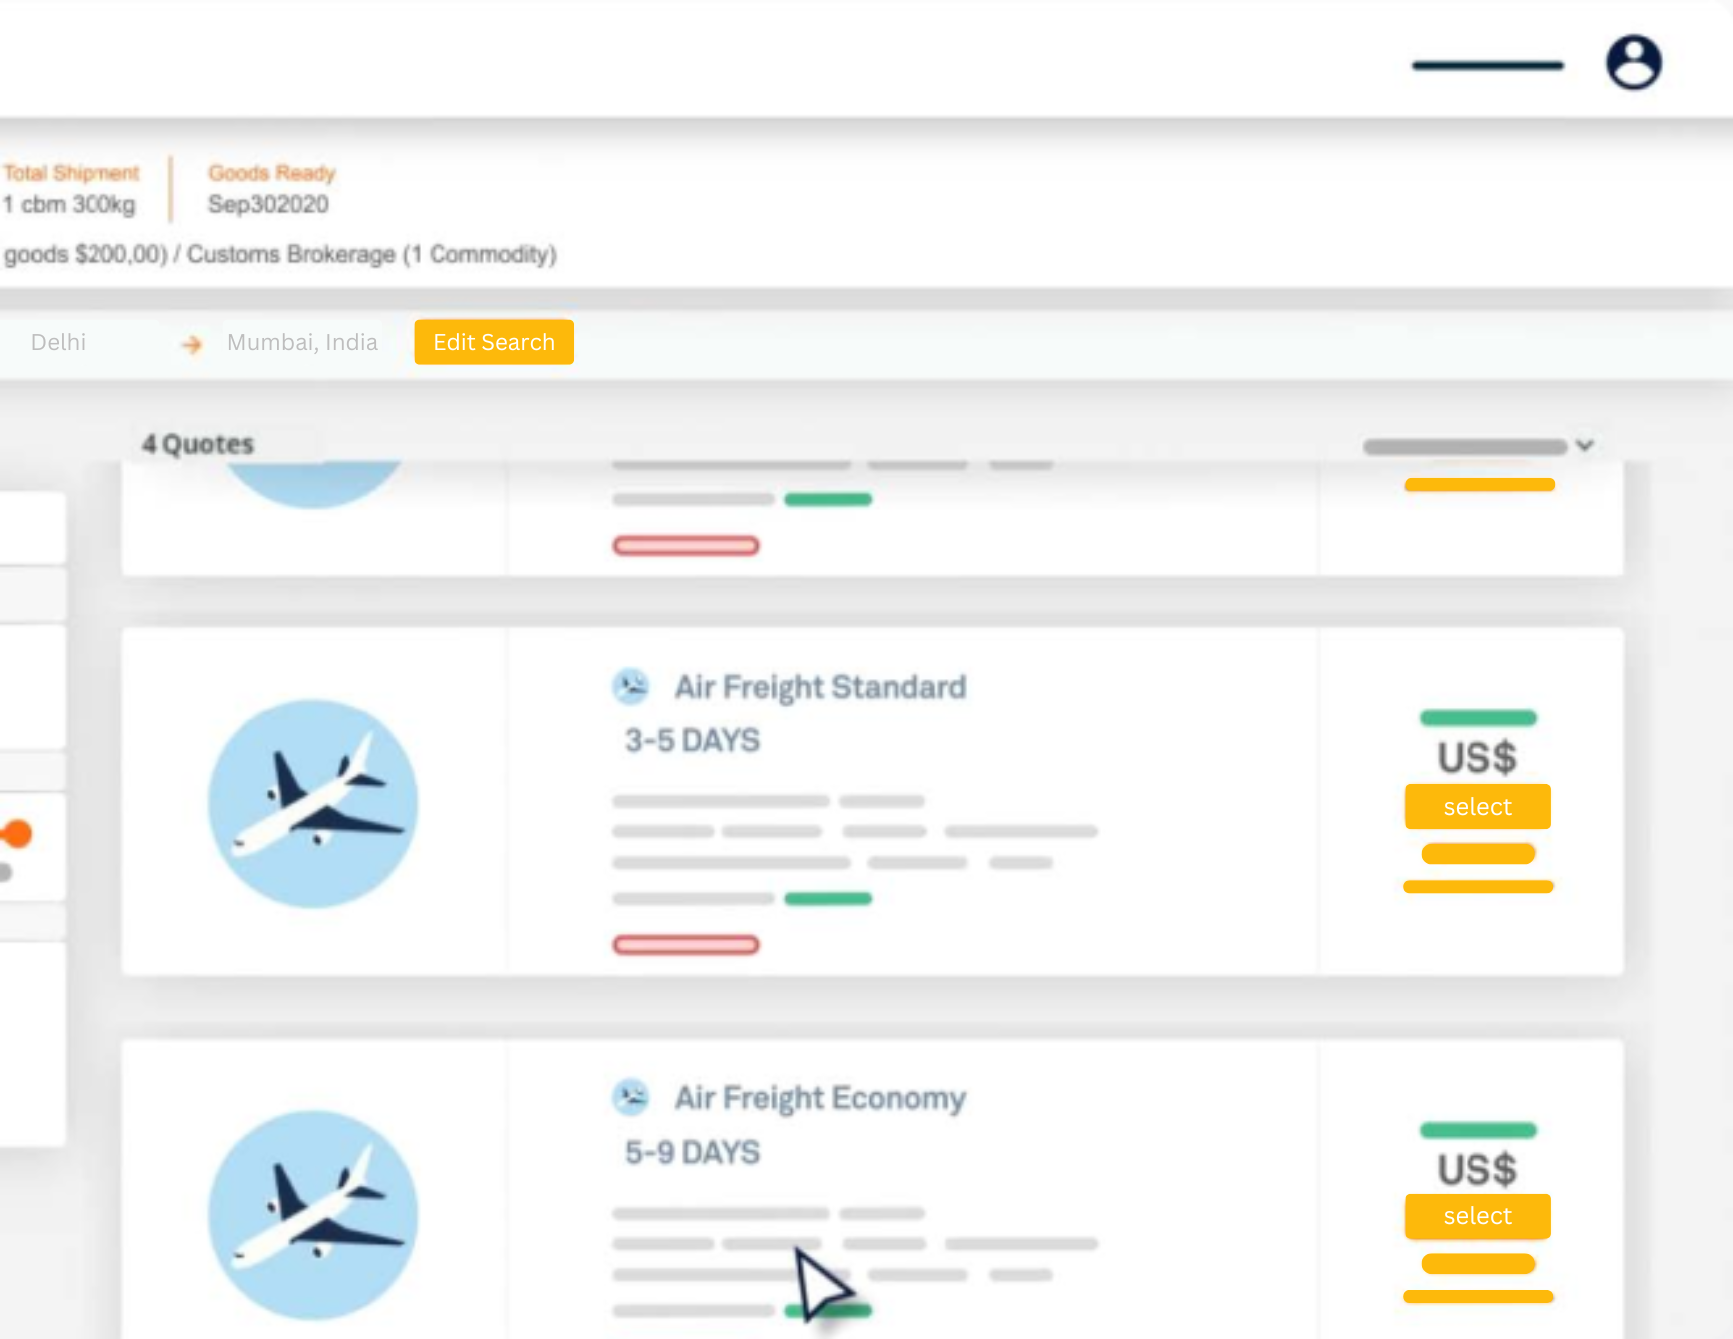 Total Shipment
Goods Ready
1 cbm 300kg
Sep302020
goods $200,00) / Customs Brokerage (1 Commodity)
Delhi → Mumbai, India
Edit Search
4 Quotes
Air Freight Standard
3-5 DAYS
US$
select
Air Freight Economy
5-9 DAYS
US$
select